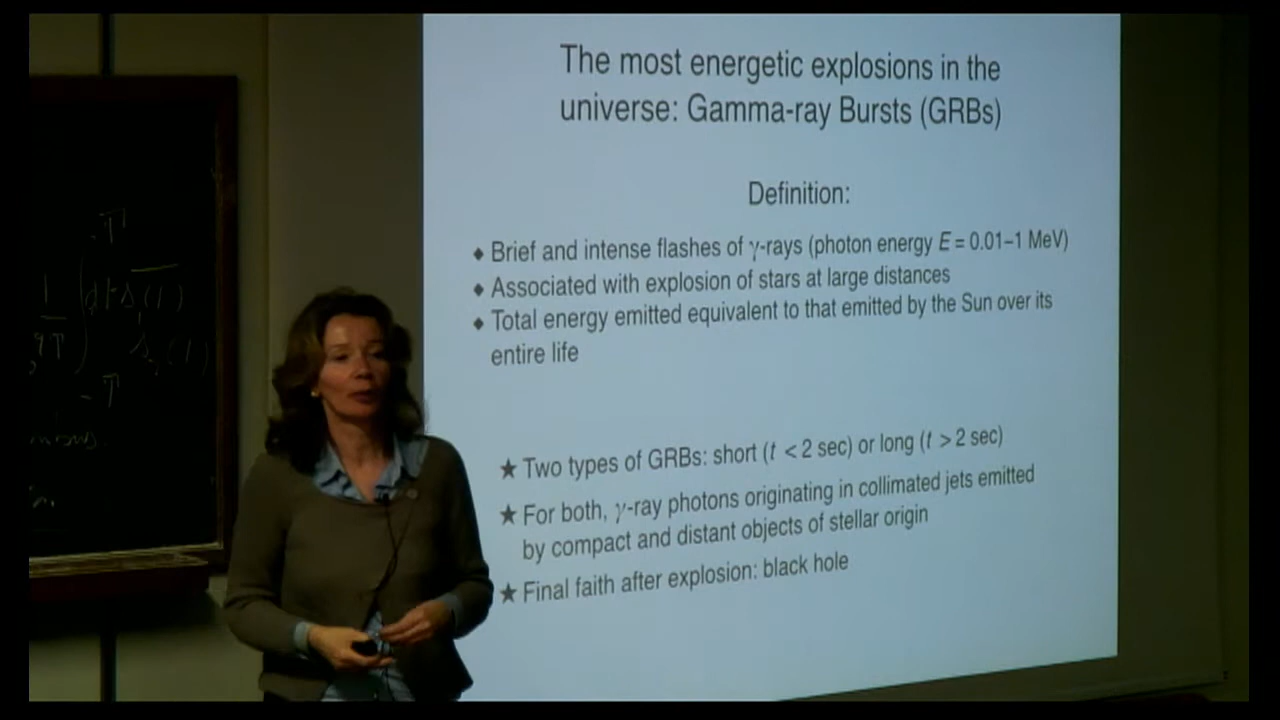 The most energetic explosions in the
universe: Gamma-ray Bursts (GRBs)
Definition:
◆ Brief and intense flashes of γ-rays (photon energy E = 0.01–1 MeV)
◆ Associated with explosion of stars at large distances
◆ Total energy emitted equivalent to that emitted by the Sun over its
entire life
★ Two types of GRBs: short (t < 2 sec) or long (t > 2 sec)
★ For both, γ-ray photons originating in collimated jets emitted
by compact and distant objects of stellar origin
★ Final faith after explosion: black hole